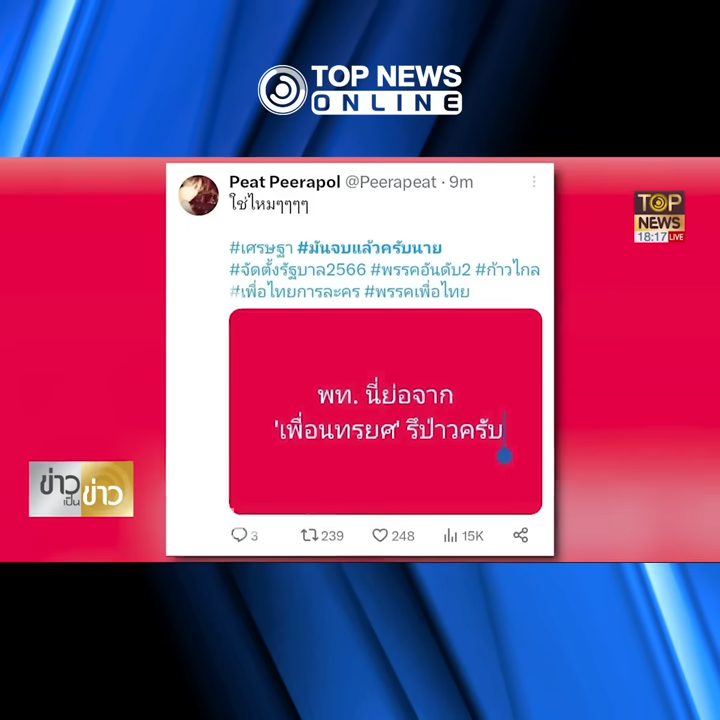 TOP NEWS
ONLINE
Peat Peerapol @Peerapeat · 9m
ใช่ไหมๆๆๆๆ
#เศรษฐา #มันจบแล้วครับนาย
#จัดตั้งรัฐบาล2566 #พรรคอันดับ2 #ก้าวไกล
#เพื่อไทยการละคร #พรรคเพื่อไทย
พท. นี่ย่อจาก
'เพื่อนทรยศ' รึป่าวครับ
3 239 248 15K
TOP
NEWS
18:17 LIVE
ข่าว
เป็น
ข่าว